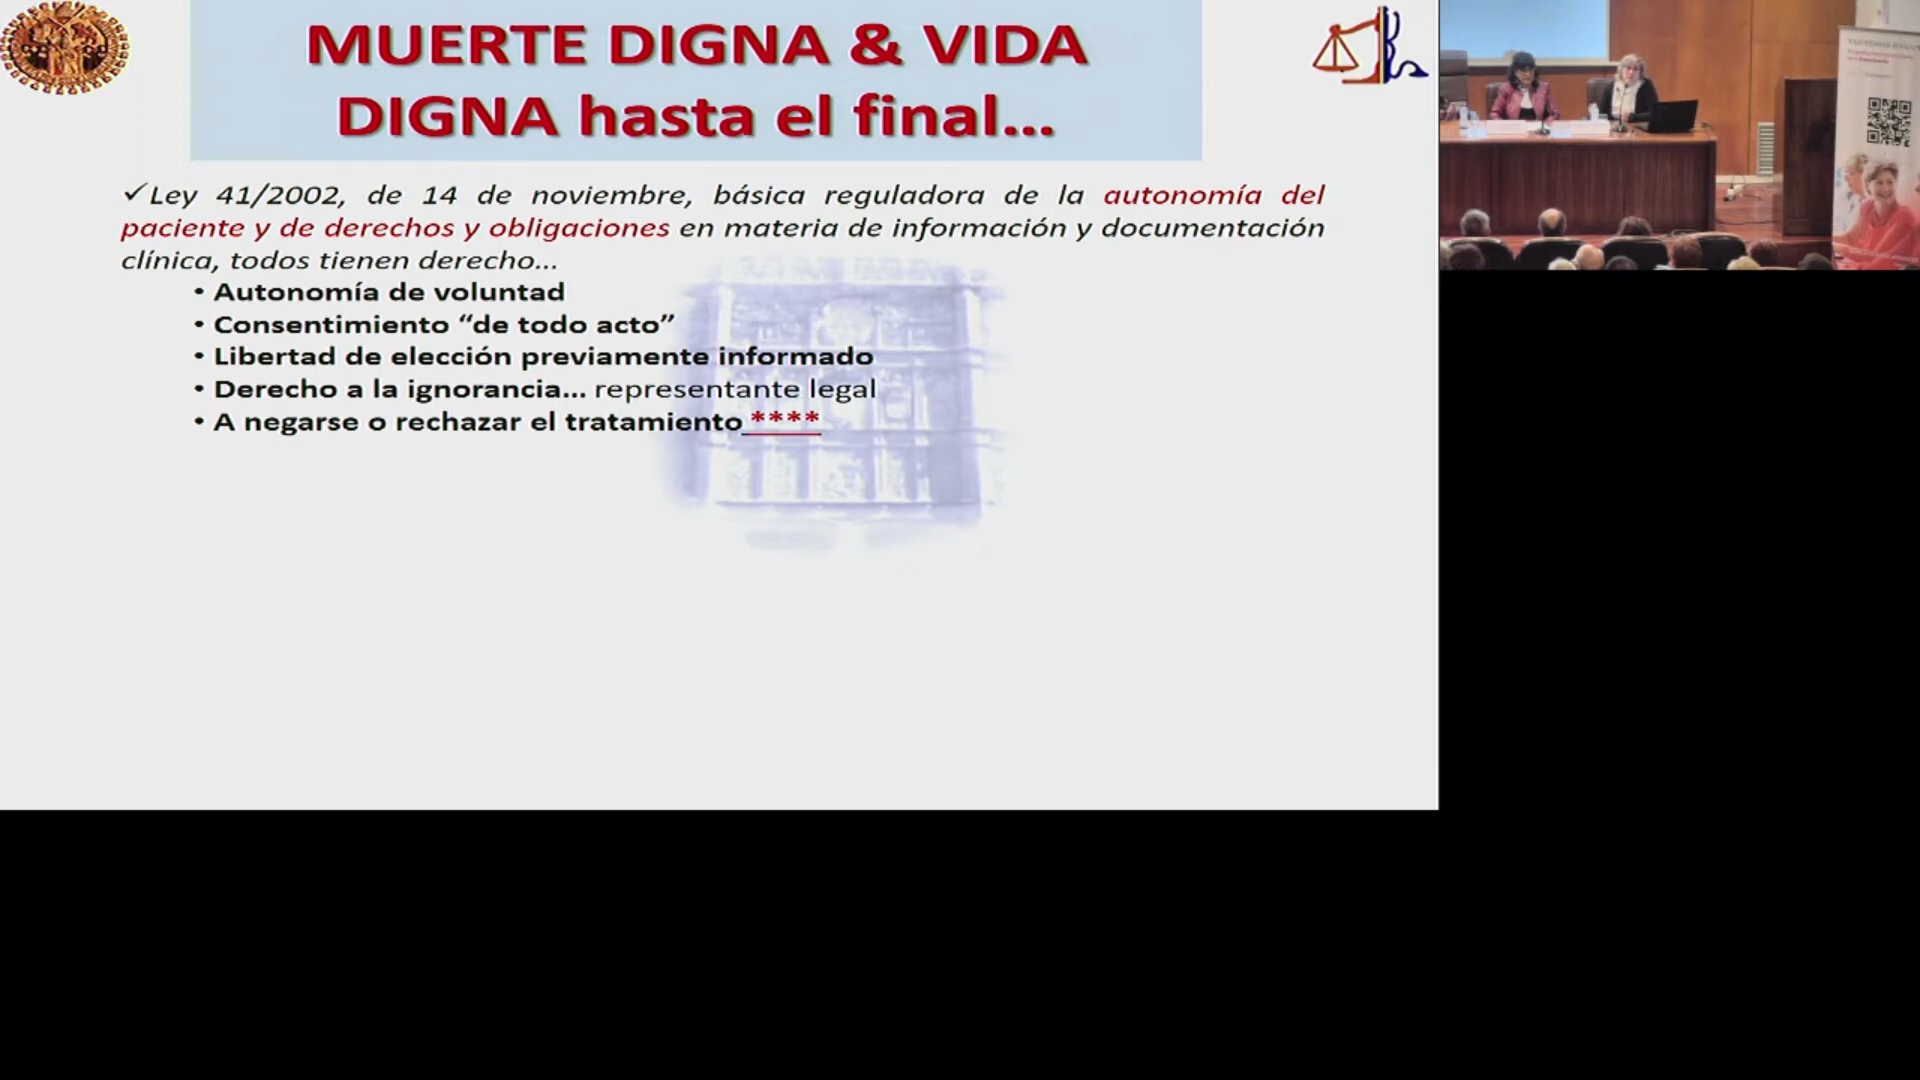 MUERTE DIGNA & VIDA
DIGNA hasta el final...
✓Ley 41/2002, de 14 de noviembre, básica reguladora de la autonomía del
paciente y de derechos y obligaciones en materia de información y documentación
clínica, todos tienen derecho...
• Autonomía de voluntad
• Consentimiento “de todo acto”
• Libertad de elección previamente informado
• Derecho a la ignorancia... representante legal
• A negarse o rechazar el tratamiento ****